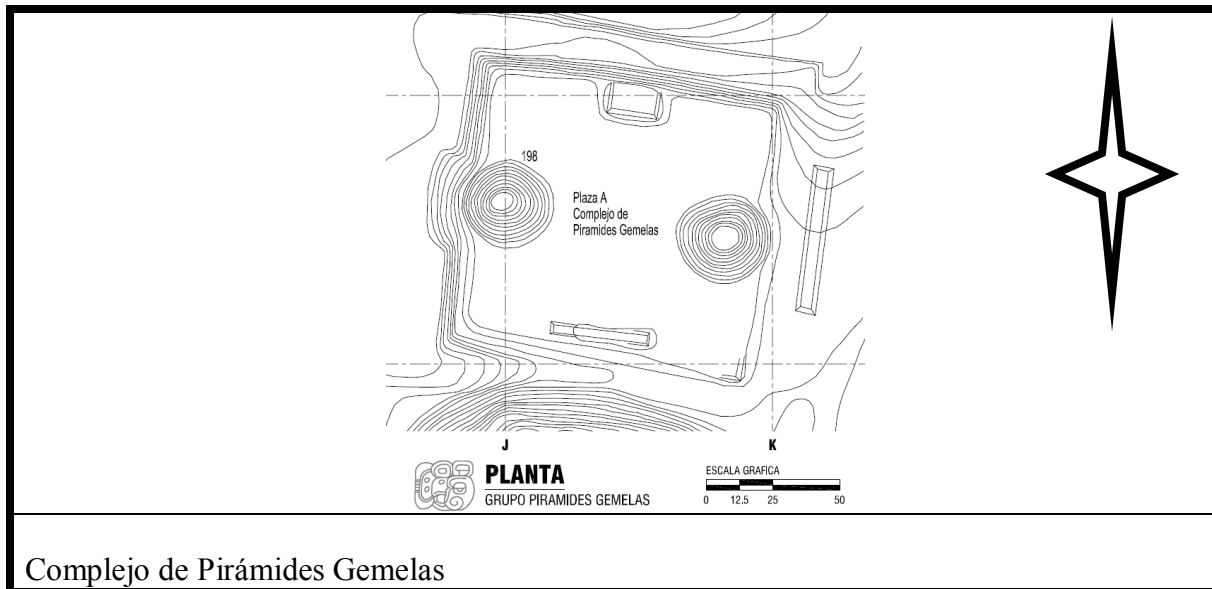 198
Plaza A
Complejo de
Piramides Gemelas
J K
PLANTA
GRUPO PIRAMIDES GEMELAS
ESCALA GRAFICA
0 12.5 25 50
Complejo de Pirámides Gemelas